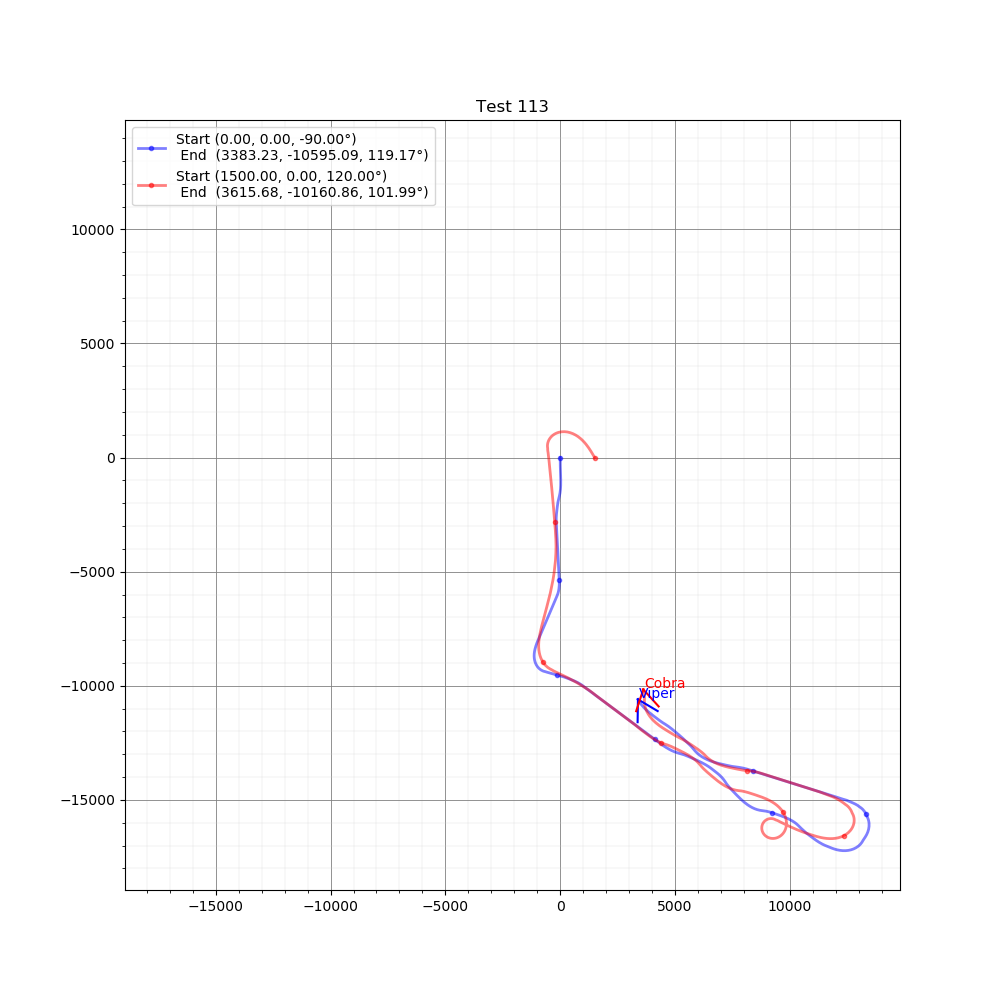 Test 113
Start (0.00, 0.00, -90.00°)
End (3383.23, -10595.09, 119.17°)
Start (1500.00, 0.00, 120.00°)
End (3615.68, -10160.86, 101.99°)
10000
5000
0
−5000
−10000
−15000
Cobra
Viper
−15000 −10000 −5000 0 5000 10000